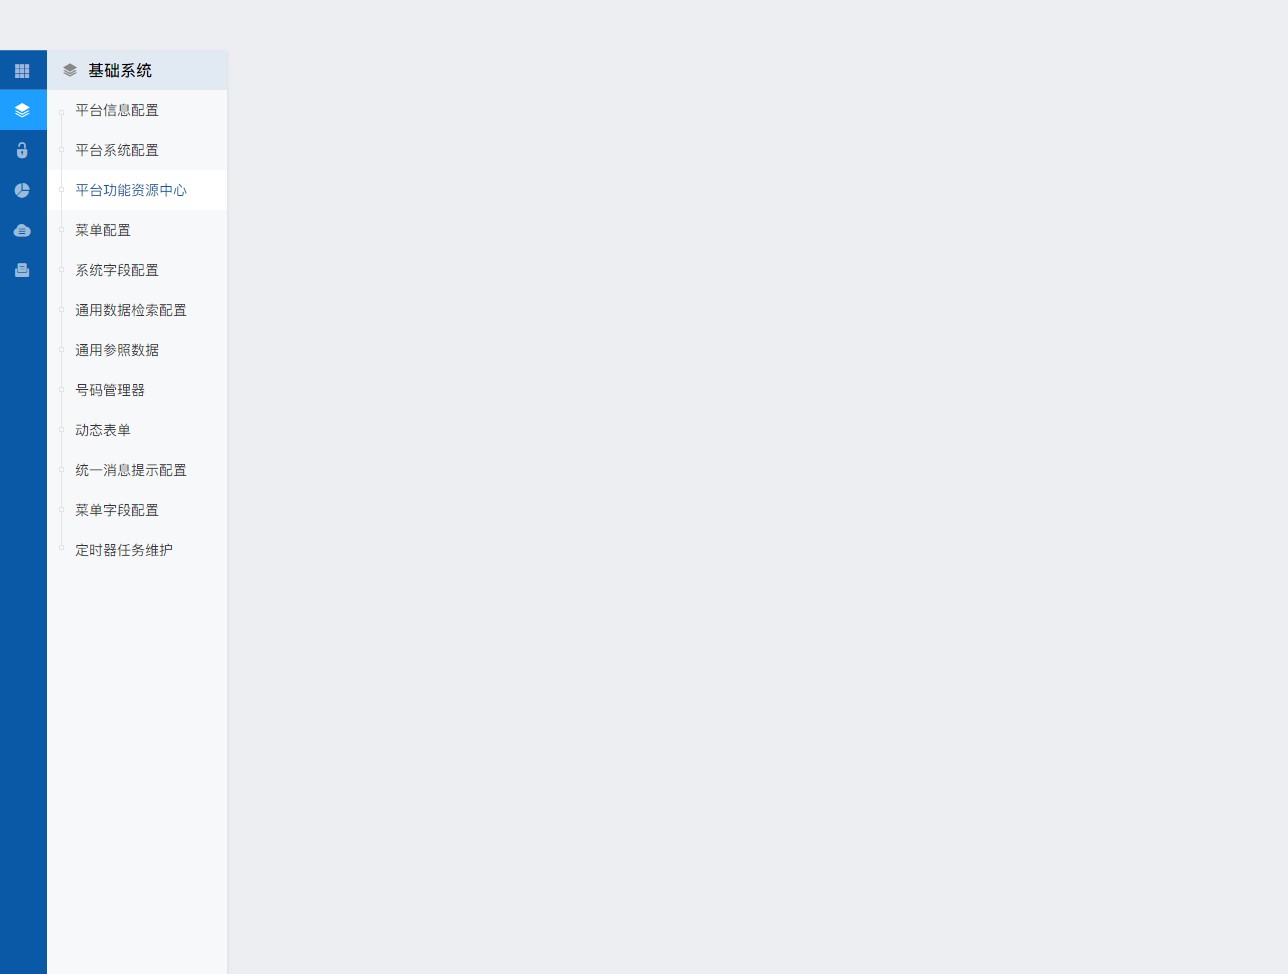 基础系统
平台信息配置
平台系统配置
平台功能资源中心
菜单配置
系统字段配置
通用数据检索配置
通用参照数据
号码管理器
动态表单
统一消息提示配置
菜单字段配置
定时器任务维护